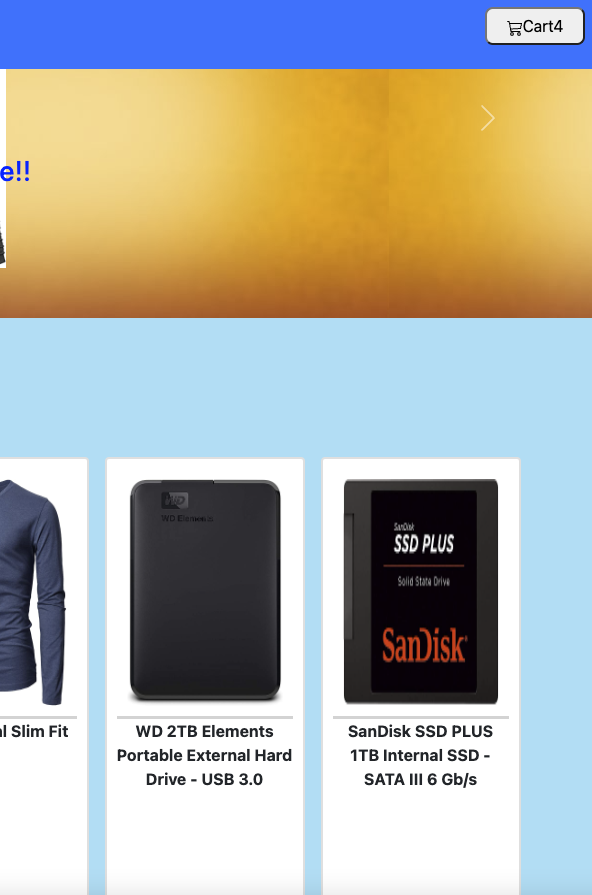 Cart4
e!!
WD
WD Elements
SanDisk
SSD PLUS
Solid State Drive
SanDisk
l Slim Fit
WD 2TB Elements
Portable External Hard
Drive - USB 3.0
SanDisk SSD PLUS
1TB Internal SSD -
SATA III 6 Gb/s